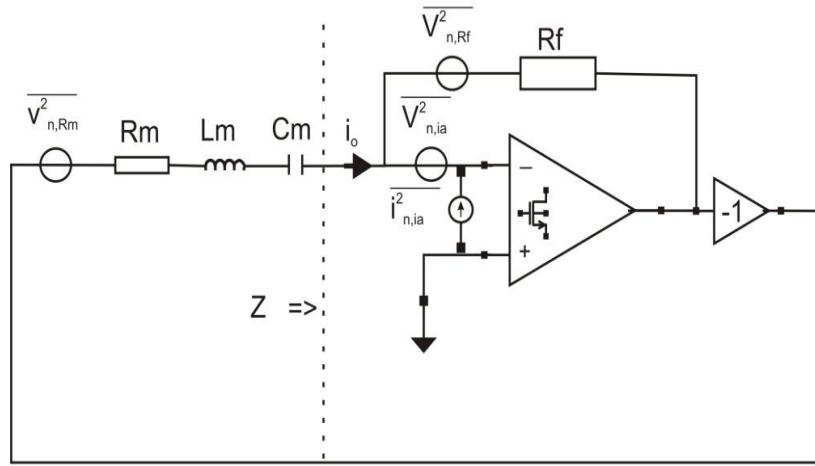 V²n,Rf
Rf
v²n,Rm
V²n,ia
Rm
Lm
Cm
io
i²n,ia
−
+
-1
Z =>